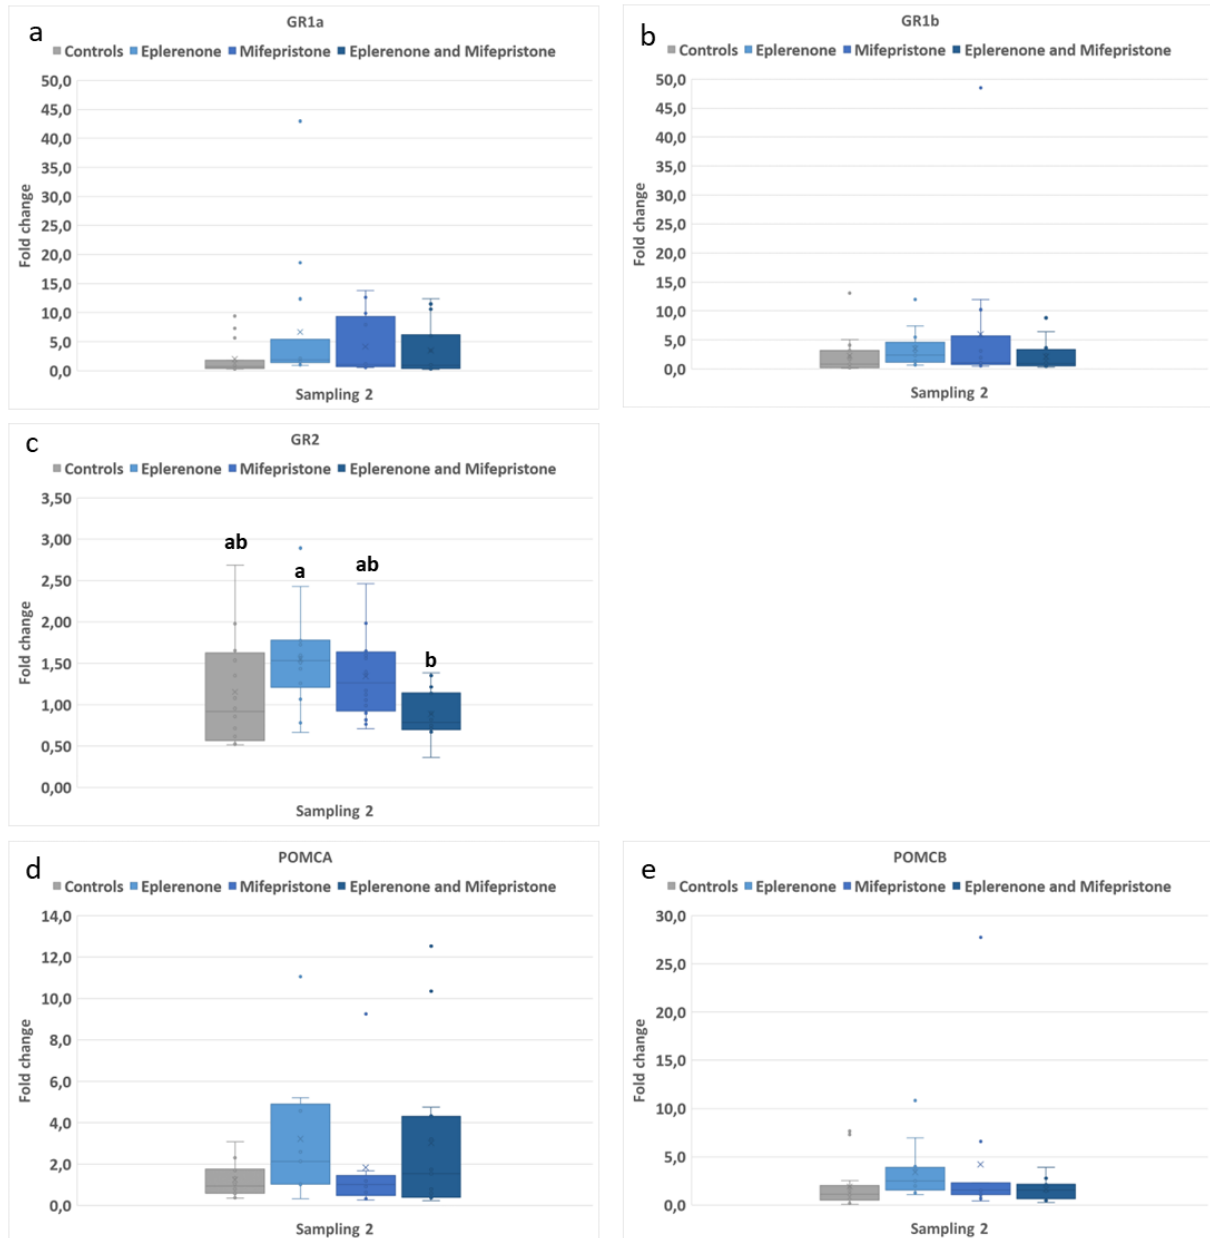 a
GR1a
Controls Eplerenone Mifepristone Eplerenone and Mifepristone
50,0
45,0
40,0
35,0
30,0
25,0
20,0
15,0
10,0
5,0
0,0
Fold change
Sampling 2
b
GR1b
Controls Eplerenone Mifepristone Eplerenone and Mifepristone
50,0
45,0
40,0
35,0
30,0
25,0
20,0
15,0
10,0
5,0
0,0
Fold change
Sampling 2
c
GR2
Controls Eplerenone Mifepristone Eplerenone and Mifepristone
3,50
3,00
2,50
2,00
1,50
1,00
0,50
0,00
Fold change
ab
a
ab
b
Sampling 2
d
POMCA
Controls Eplerenone Mifepristone Eplerenone and Mifepristone
14,0
12,0
10,0
8,0
6,0
4,0
2,0
0,0
Fold change
Sampling 2
e
POMCB
Controls Eplerenone Mifepristone Eplerenone and Mifepristone
30,0
25,0
20,0
15,0
10,0
5,0
0,0
Fold change
Sampling 2